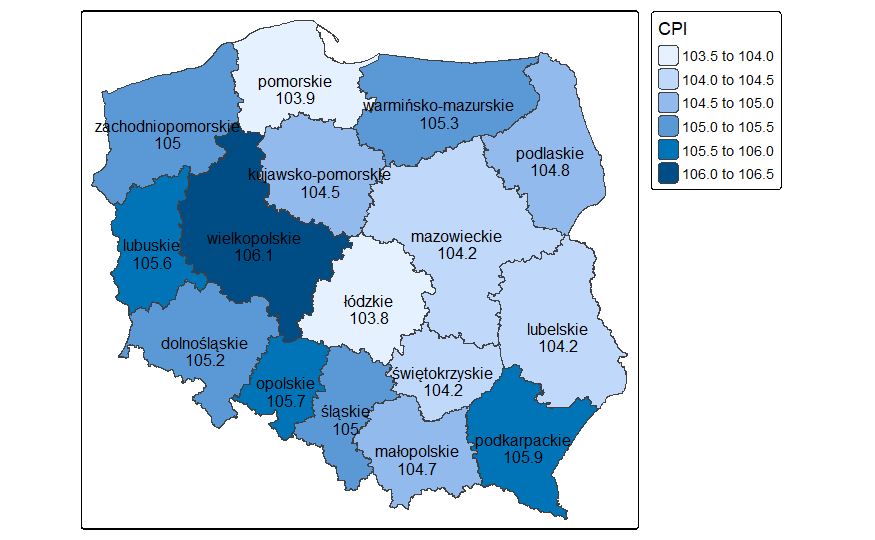 CPI
103.5 to 104.0
104.0 to 104.5
104.5 to 105.0
105.0 to 105.5
105.5 to 106.0
106.0 to 106.5
pomorskie
103.9
warmińsko-mazurskie
105.3
zachodniopomorskie
105
podlaskie
104.8
kujawsko-pomorskie
104.5
lubuskie
105.6
wielkopolskie
106.1
mazowieckie
104.2
łódzkie
103.8
lubelskie
104.2
dolnośląskie
105.2
opolskie
105.7
świętokrzyskie
104.2
śląskie
105
małopolskie
104.7
podkarpackie
105.9